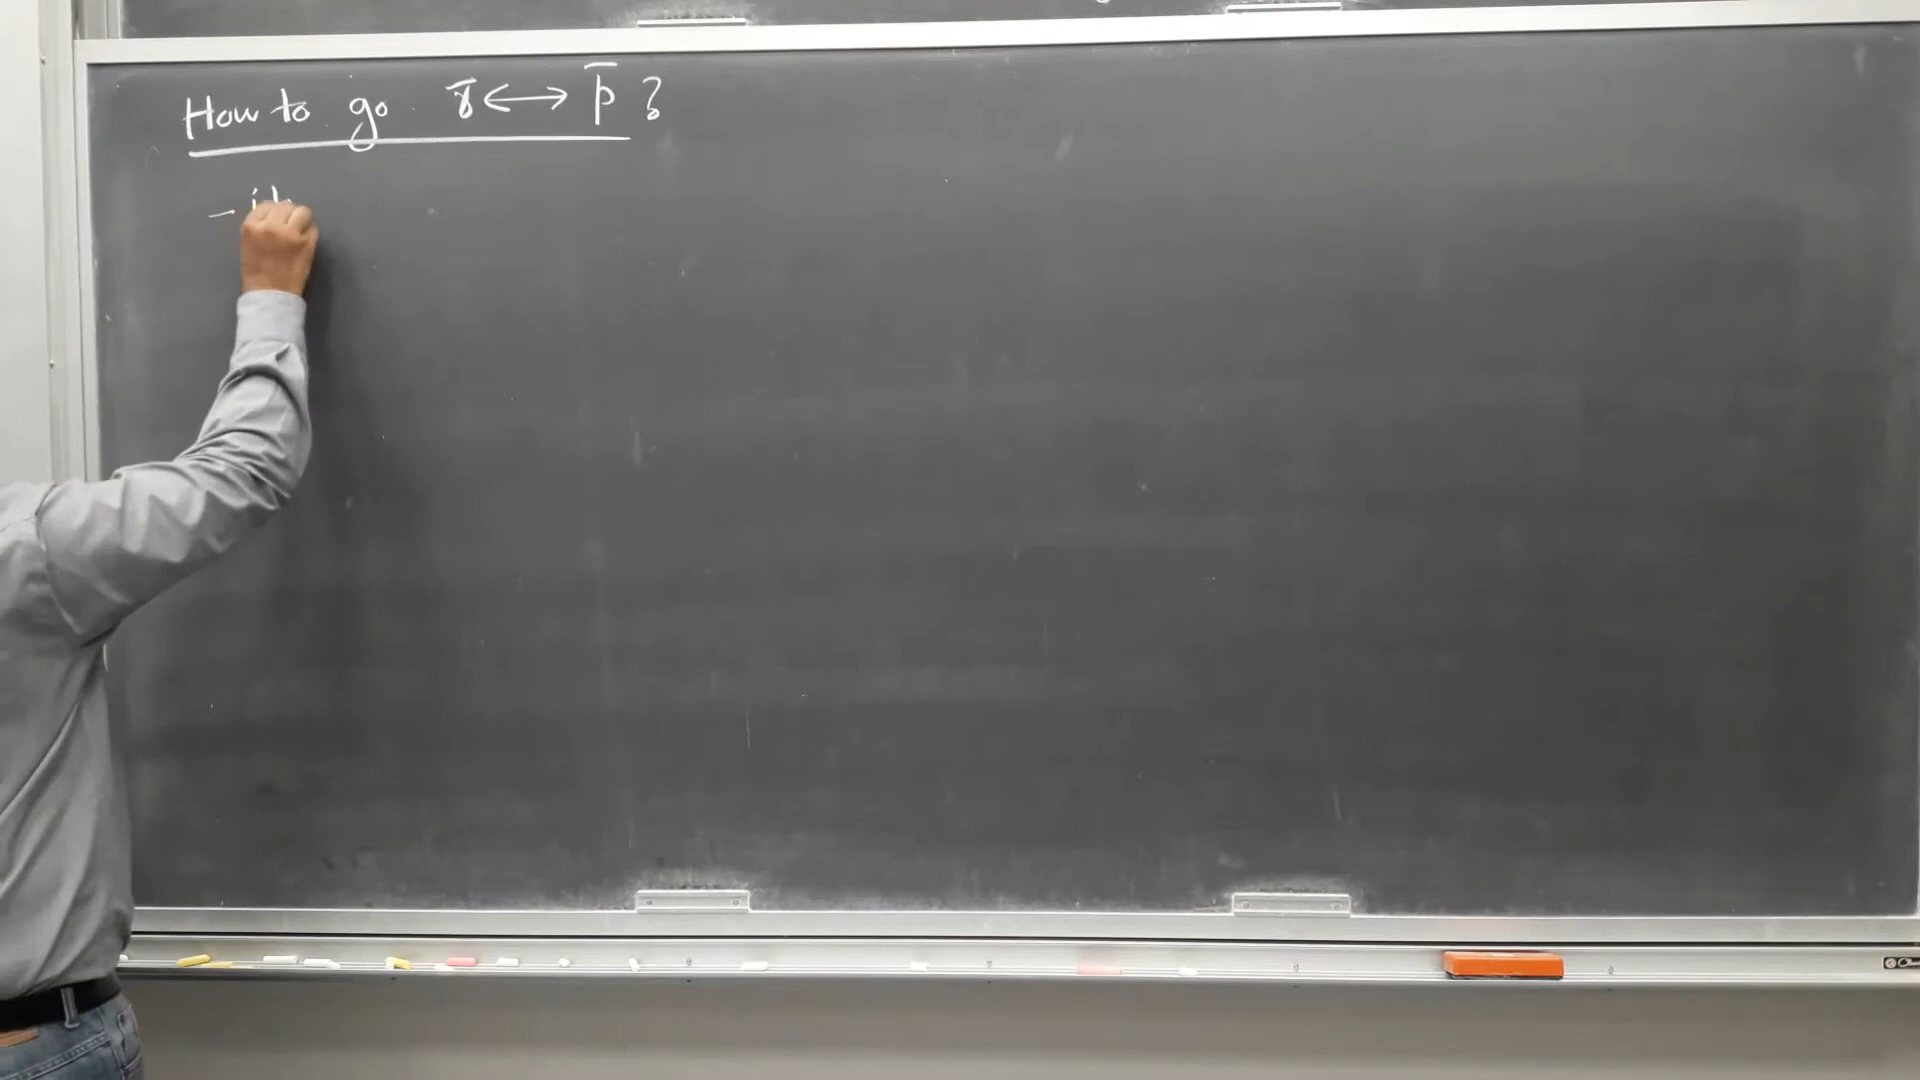 How to go r̄ ⟷ p̄ ?